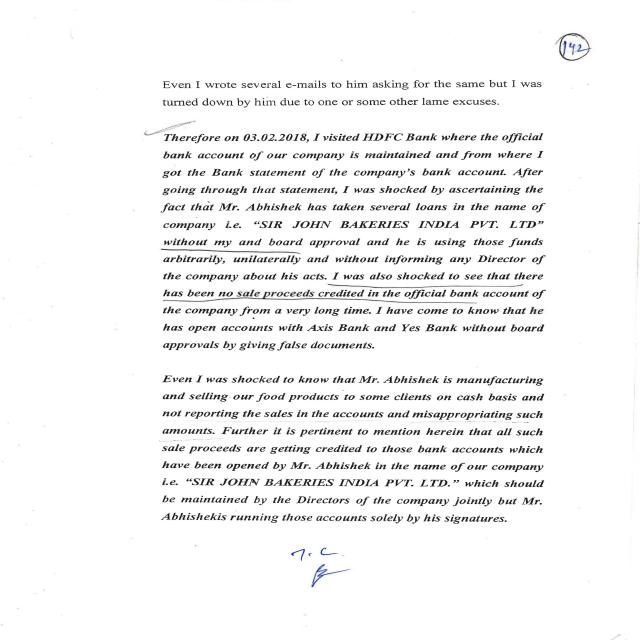 142
Even I wrote several e-mails to him asking for the same but I was
turned down by him due to one or some other lame excuses.
Therefore on 03.02.2018, I visited HDFC Bank where the official
bank account of our company is maintained and from where I
got the Bank statement of the company's bank account. After
going through that statement, I was shocked by ascertaining the
fact that Mr. Abhishek has taken several loans in the name of
company i.e. "SIR JOHN BAKERIES INDIA PVT. LTD"
without my and board approval and he is using those funds
arbitrarily, unilaterally and without informing any Director of
the company about his acts. I was also shocked to see that there
has been no sale proceeds credited in the official bank account of
the company from a very long time. I have come to know that he
has open accounts with Axis Bank and Yes Bank without board
approvals by giving false documents.
Even I was shocked to know that Mr. Abhishek is manufacturing
and selling our food products to some clients on cash basis and
not reporting the sales in the accounts and misappropriating such
amounts. Further it is pertinent to mention herein that all such
sale proceeds are getting credited to those bank accounts which
have been opened by Mr. Abhishek in the name of our company
i.e. "SIR JOHN BAKERIES INDIA PVT. LTD." which should
be maintained by the Directors of the company jointly but Mr.
Abhishekis running those accounts solely by his signatures.
T.C.